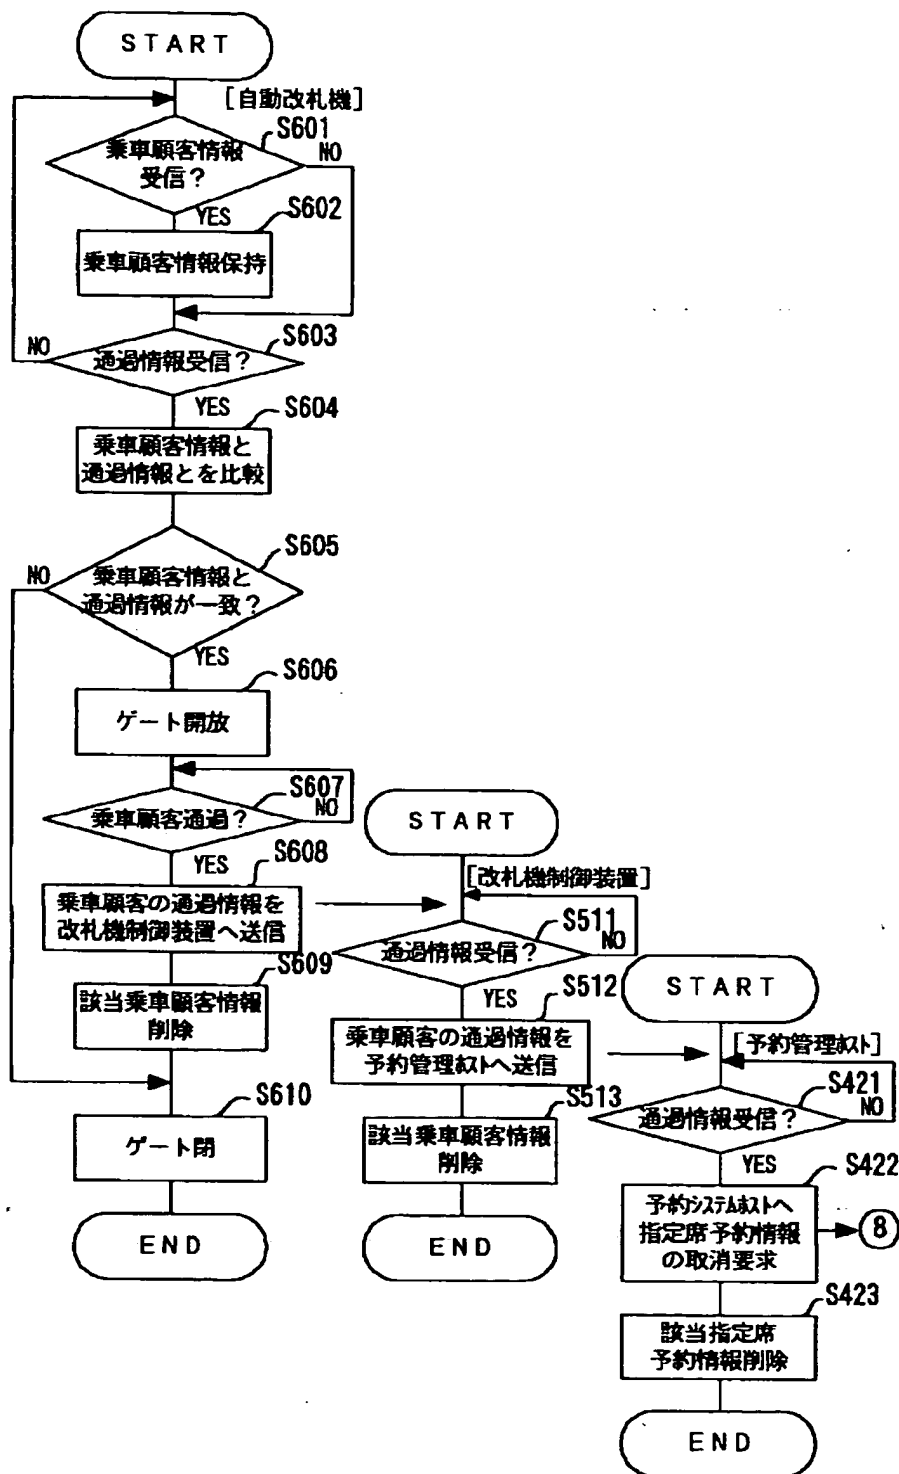 START
[自動改札機]
S601
乗車顧客情報
受信?
NO
YES
S602
乗車顧客情報保持
S603
NO
通過情報受信?
YES
S604
乗車顧客情報と
通過情報とを比較
S605
NO
乗車顧客情報と
通過情報が一致?
YES
S606
ゲート開放
S607
乗車顧客通過?
NO
YES
S608
乗車顧客の通過情報を
改札機制御装置へ送信
S609
該当乗車顧客情報
削除
S610
ゲート閉
END
START
[改札機制御装置]
S511
通過情報受信?
NO
YES
S512
乗車顧客の通過情報を
予約管理ホストへ送信
S513
該当乗車顧客情報
削除
END
START
[予約管理ホスト]
S421
通過情報受信?
NO
YES
S422
予約システムホストへ
指定席予約情報
の取消要求
8
S423
該当指定席
予約情報削除
END